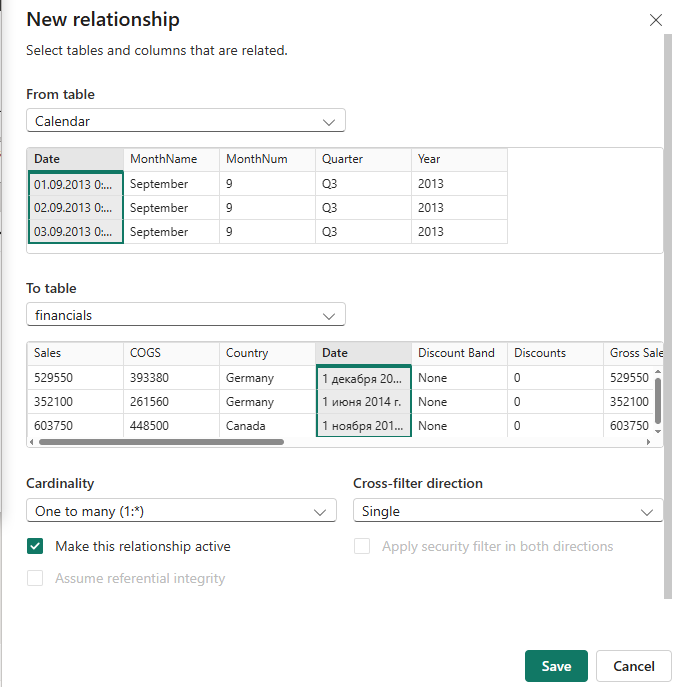 New relationship
Select tables and columns that are related.
From table
Calendar
Date MonthName MonthNum Quarter Year
01.09.2013 0:... September 9 Q3 2013
02.09.2013 0:... September 9 Q3 2013
03.09.2013 0:... September 9 Q3 2013
To table
financials
Sales COGS Country Date Discount Band Discounts Gross Sale
529550 393380 Germany 1 декабря 20... None 0 529550
352100 261560 Germany 1 июня 2014 г. None 0 352100
603750 448500 Canada 1 ноября 201... None 0 603750
Cardinality Cross-filter direction
One to many (1:*) Single
Make this relationship active Apply security filter in both directions
Assume referential integrity
Save Cancel